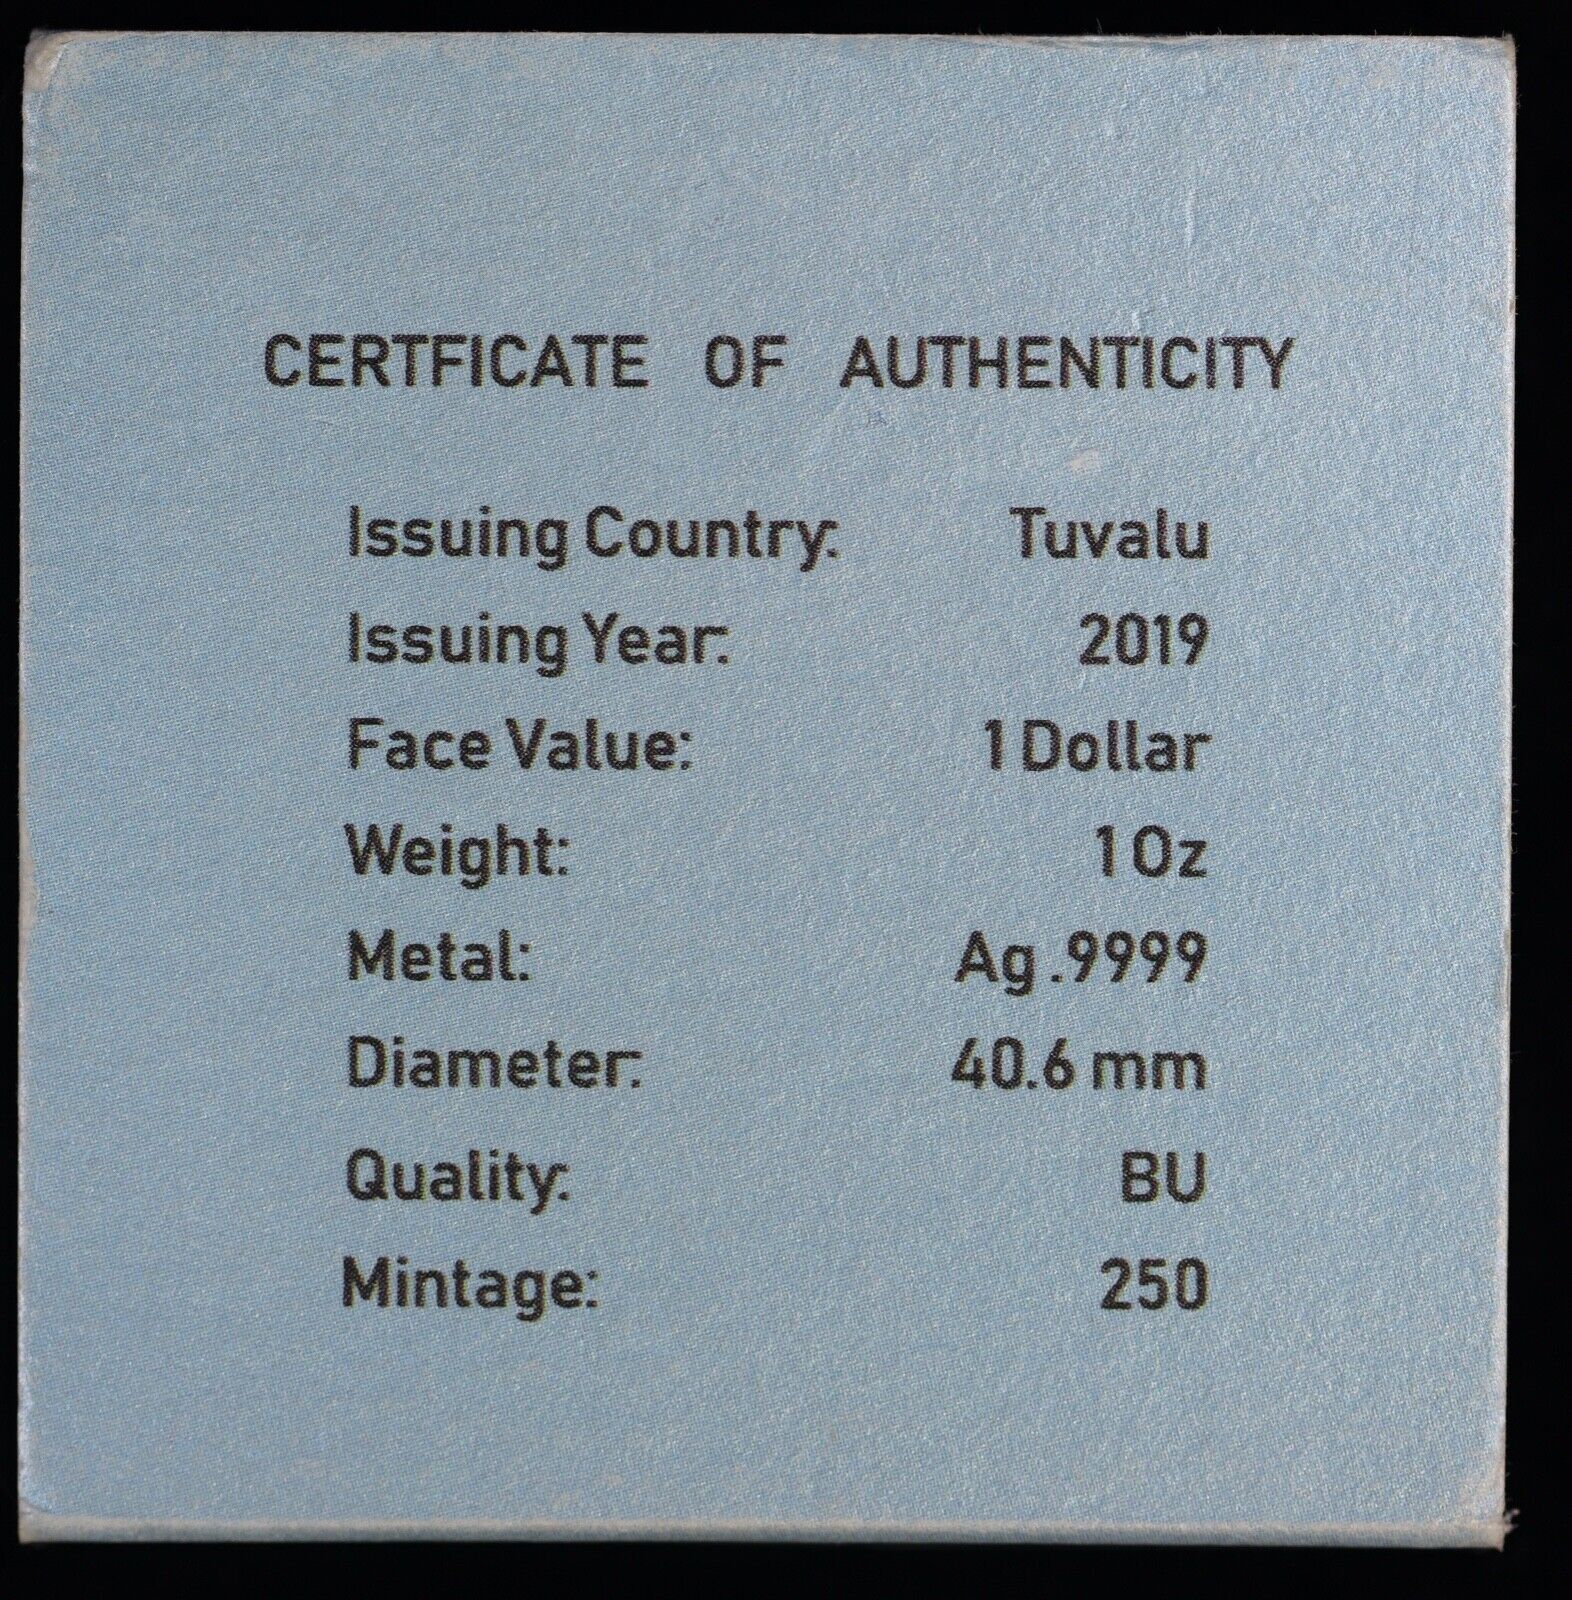 CERTFICATE OF AUTHENTICITY
Issuing Country: Tuvalu
Issuing Year: 2019
Face Value: 1 Dollar
Weight: 1 Oz
Metal: Ag .9999
Diameter: 40.6 mm
Quality: BU
Mintage: 250